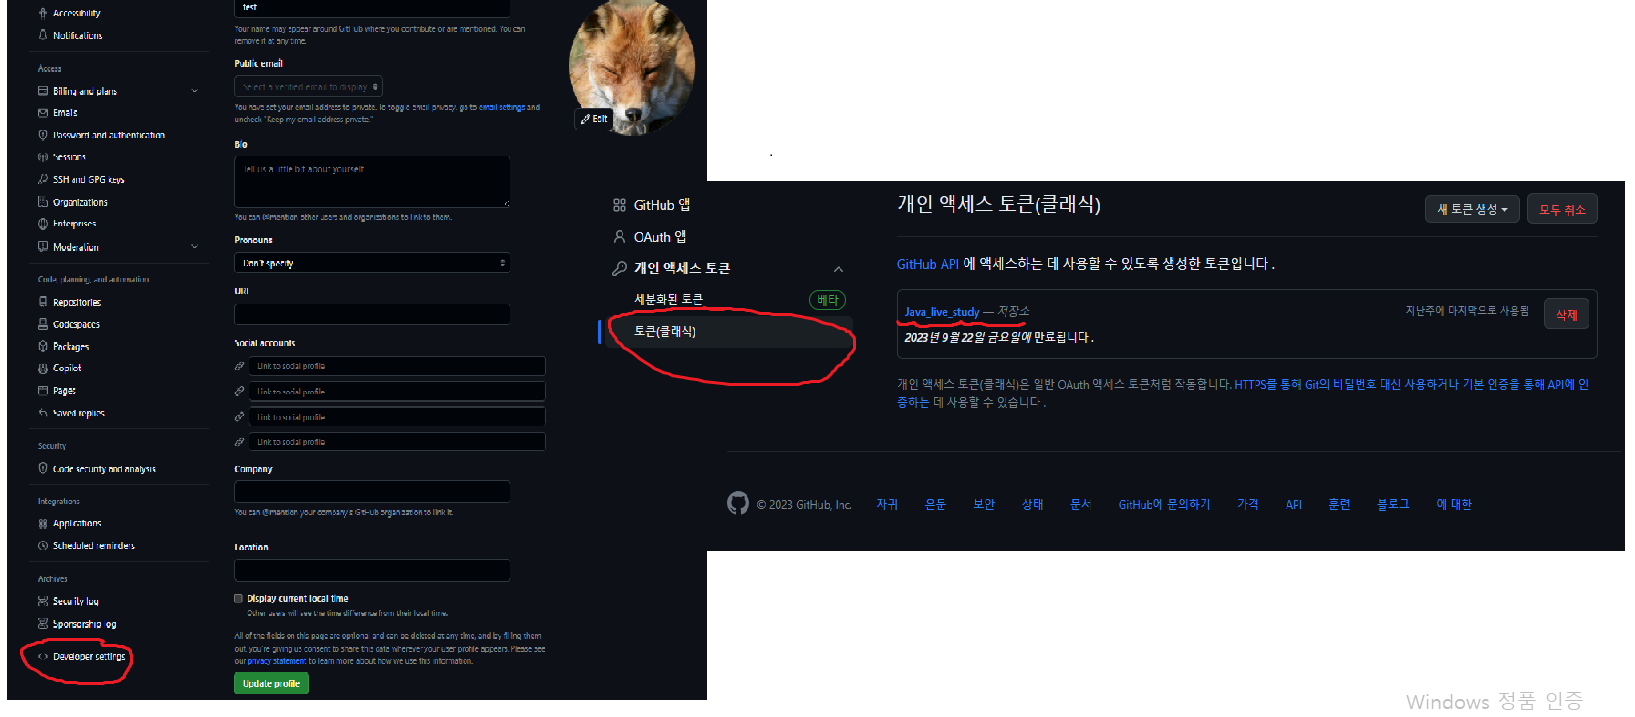 Accessibility
Notifications
Access
Billing and plans
Emails
Password and authentication
Sessions
SSH and GPG keys
Organizations
Enterprises
Moderation
Code, planning, and automation
Repositories
Codespaces
Packages
Copilot
Pages
Saved replies
Security
Code security and analysis
Integrations
Applications
Scheduled reminders
Archives
Security log
Sponsorship log
Developer settings
test
Your name may appear around GitHub where you contribute or are mentioned. You can
remove it at any time.
Public email
Select a verified email to display
You have set your email address to private. To toggle email privacy, go to email settings and
uncheck "Keep my email address private."
Bio
Tell us a little bit about yourself
You can @mention other users and organizations to link to them.
Pronouns
Don't specify
URL
Social accounts
Link to social profile
Link to social profile
Link to social profile
Link to social profile
Company
You can @mention your company's GitHub organization to link it.
Location
Display current local time
Other users will see the time difference from their local time.
All of the fields on this page are optional and can be deleted at any time, and by filling them
out, you're giving us consent to share this data wherever your user profile appears. Please see
our privacy statement to learn more about how we use this information.
Update profile
Edit
GitHub 앱
OAuth 앱
개인 액세스 토큰
세분화된 토큰 베타
토큰(클래식)
개인 액세스 토큰(클래식)
새 토큰 생성
모두 취소
GitHub API 에 액세스하는 데 사용할 수 있도록 생성한 토큰입니다 .
Java_live_study — 저장소
지난주에 마지막으로 사용됨
삭제
2023년 9월 22일 금요일에 만료됩니다 .
개인 액세스 토큰(클래식)은 일반 OAuth 액세스 토큰처럼 작동합니다. HTTPS를 통해 Git의 비밀번호 대신 사용하거나 기본 인증을 통해 API에 인
증하는 데 사용할 수 있습니다 .
© 2023 GitHub, Inc. 자귀 은둔 보안 상태 문서 GitHub에 문의하기 가격 API 훈련 블로그 에 대한
Windows 정품 인증